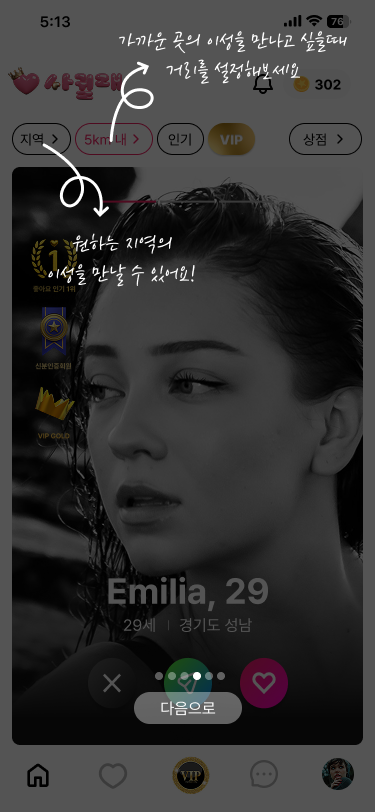 5:13
76
가까운 곳의 이성을 만나고 싶을때
거리를 설정해보세요
사귈래
302
지역
5km 내
인기
VIP
상점
원하는 지역의
이성을 만날 수 있어요!
1
좋아요 인기 1위
신분인증회원
VIP GOLD
Emilia, 29
29세
경기도 성남
다음으로
VIP